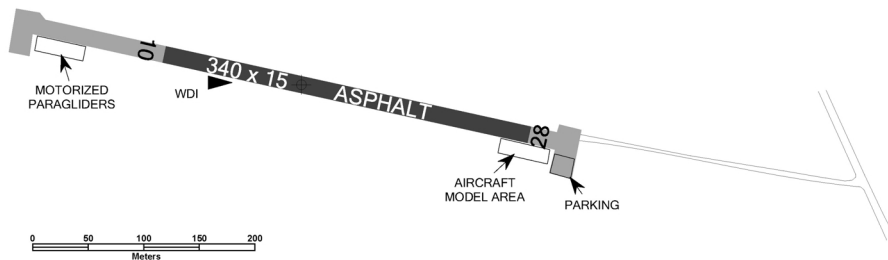 10
340 x 15
ASPHALT
28
MOTORIZED
PARAGLIDERS
WDI
AIRCRAFT
MODEL AREA
PARKING
0 50 100 150 200
Meters